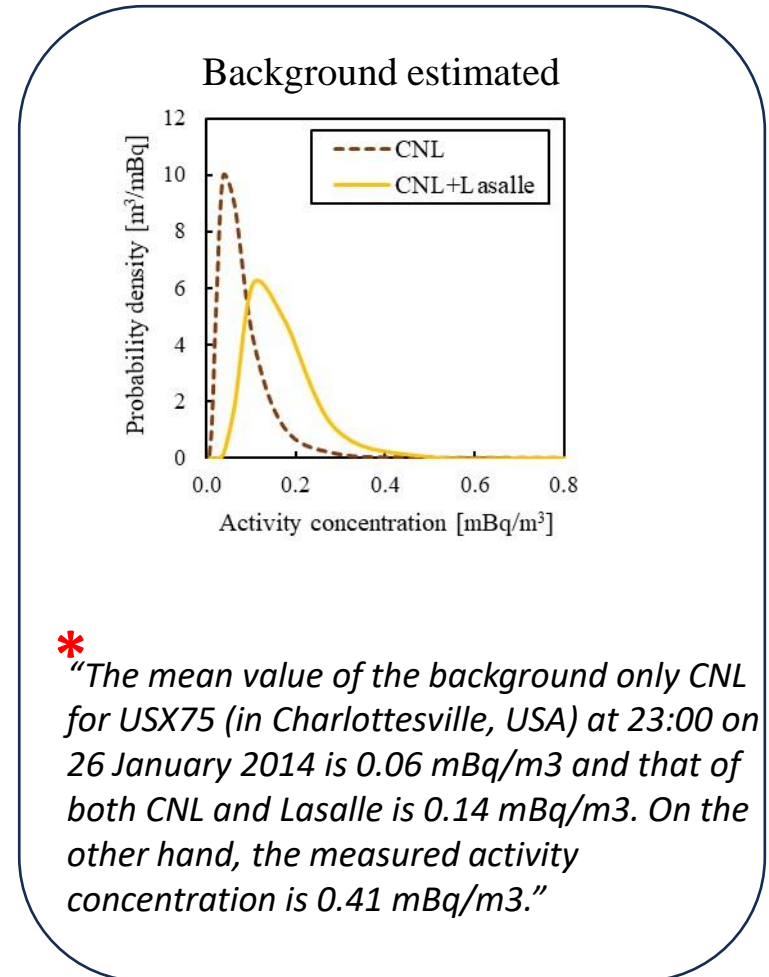 Background estimated
12
10
8
6
4
2
0
Probability density [m³/mBq]
CNL
CNL+Lasalle
0.0 0.2 0.4 0.6 0.8
Activity concentration [mBq/m³]
*
“The mean value of the background only CNL
for USX75 (in Charlottesville, USA) at 23:00 on
26 January 2014 is 0.06 mBq/m3 and that of
both CNL and Lasalle is 0.14 mBq/m3. On the
other hand, the measured activity
concentration is 0.41 mBq/m3.”